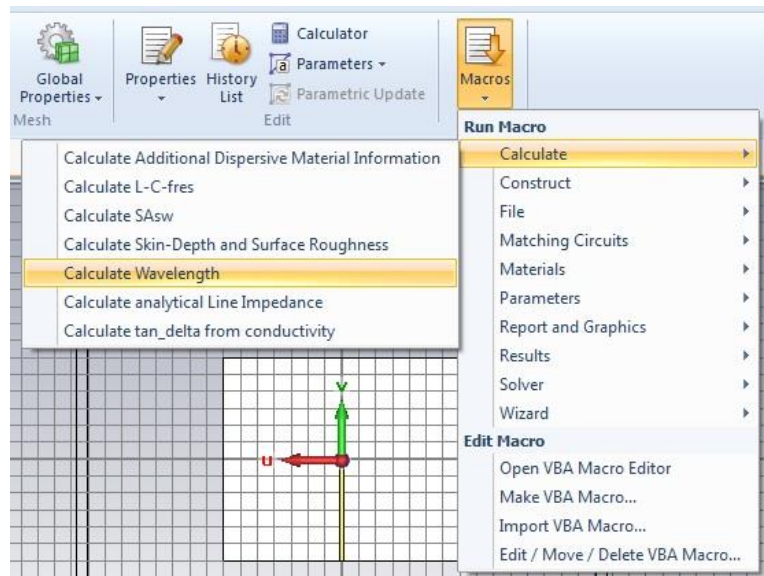 Global
Properties
Properties
History
List
Calculator
Parameters
Parametric Update
Macros
Mesh
Edit
Run Macro
Calculate
Construct
File
Matching Circuits
Materials
Parameters
Report and Graphics
Results
Solver
Wizard
Edit Macro
Open VBA Macro Editor
Make VBA Macro...
Import VBA Macro...
Edit / Move / Delete VBA Macro...
Calculate Additional Dispersive Material Information
Calculate L-C-fres
Calculate SAsw
Calculate Skin-Depth and Surface Roughness
Calculate Wavelength
Calculate analytical Line Impedance
Calculate tan_delta from conductivity
v
u